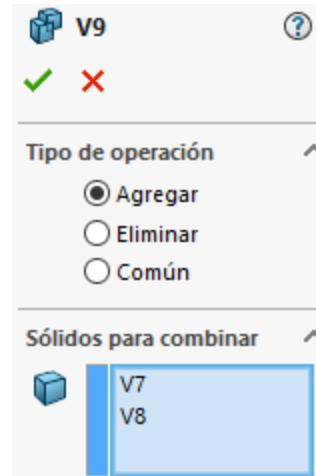 V9
Tipo de operación
Agregar
Eliminar
Común
Sólidos para combinar
V7
V8